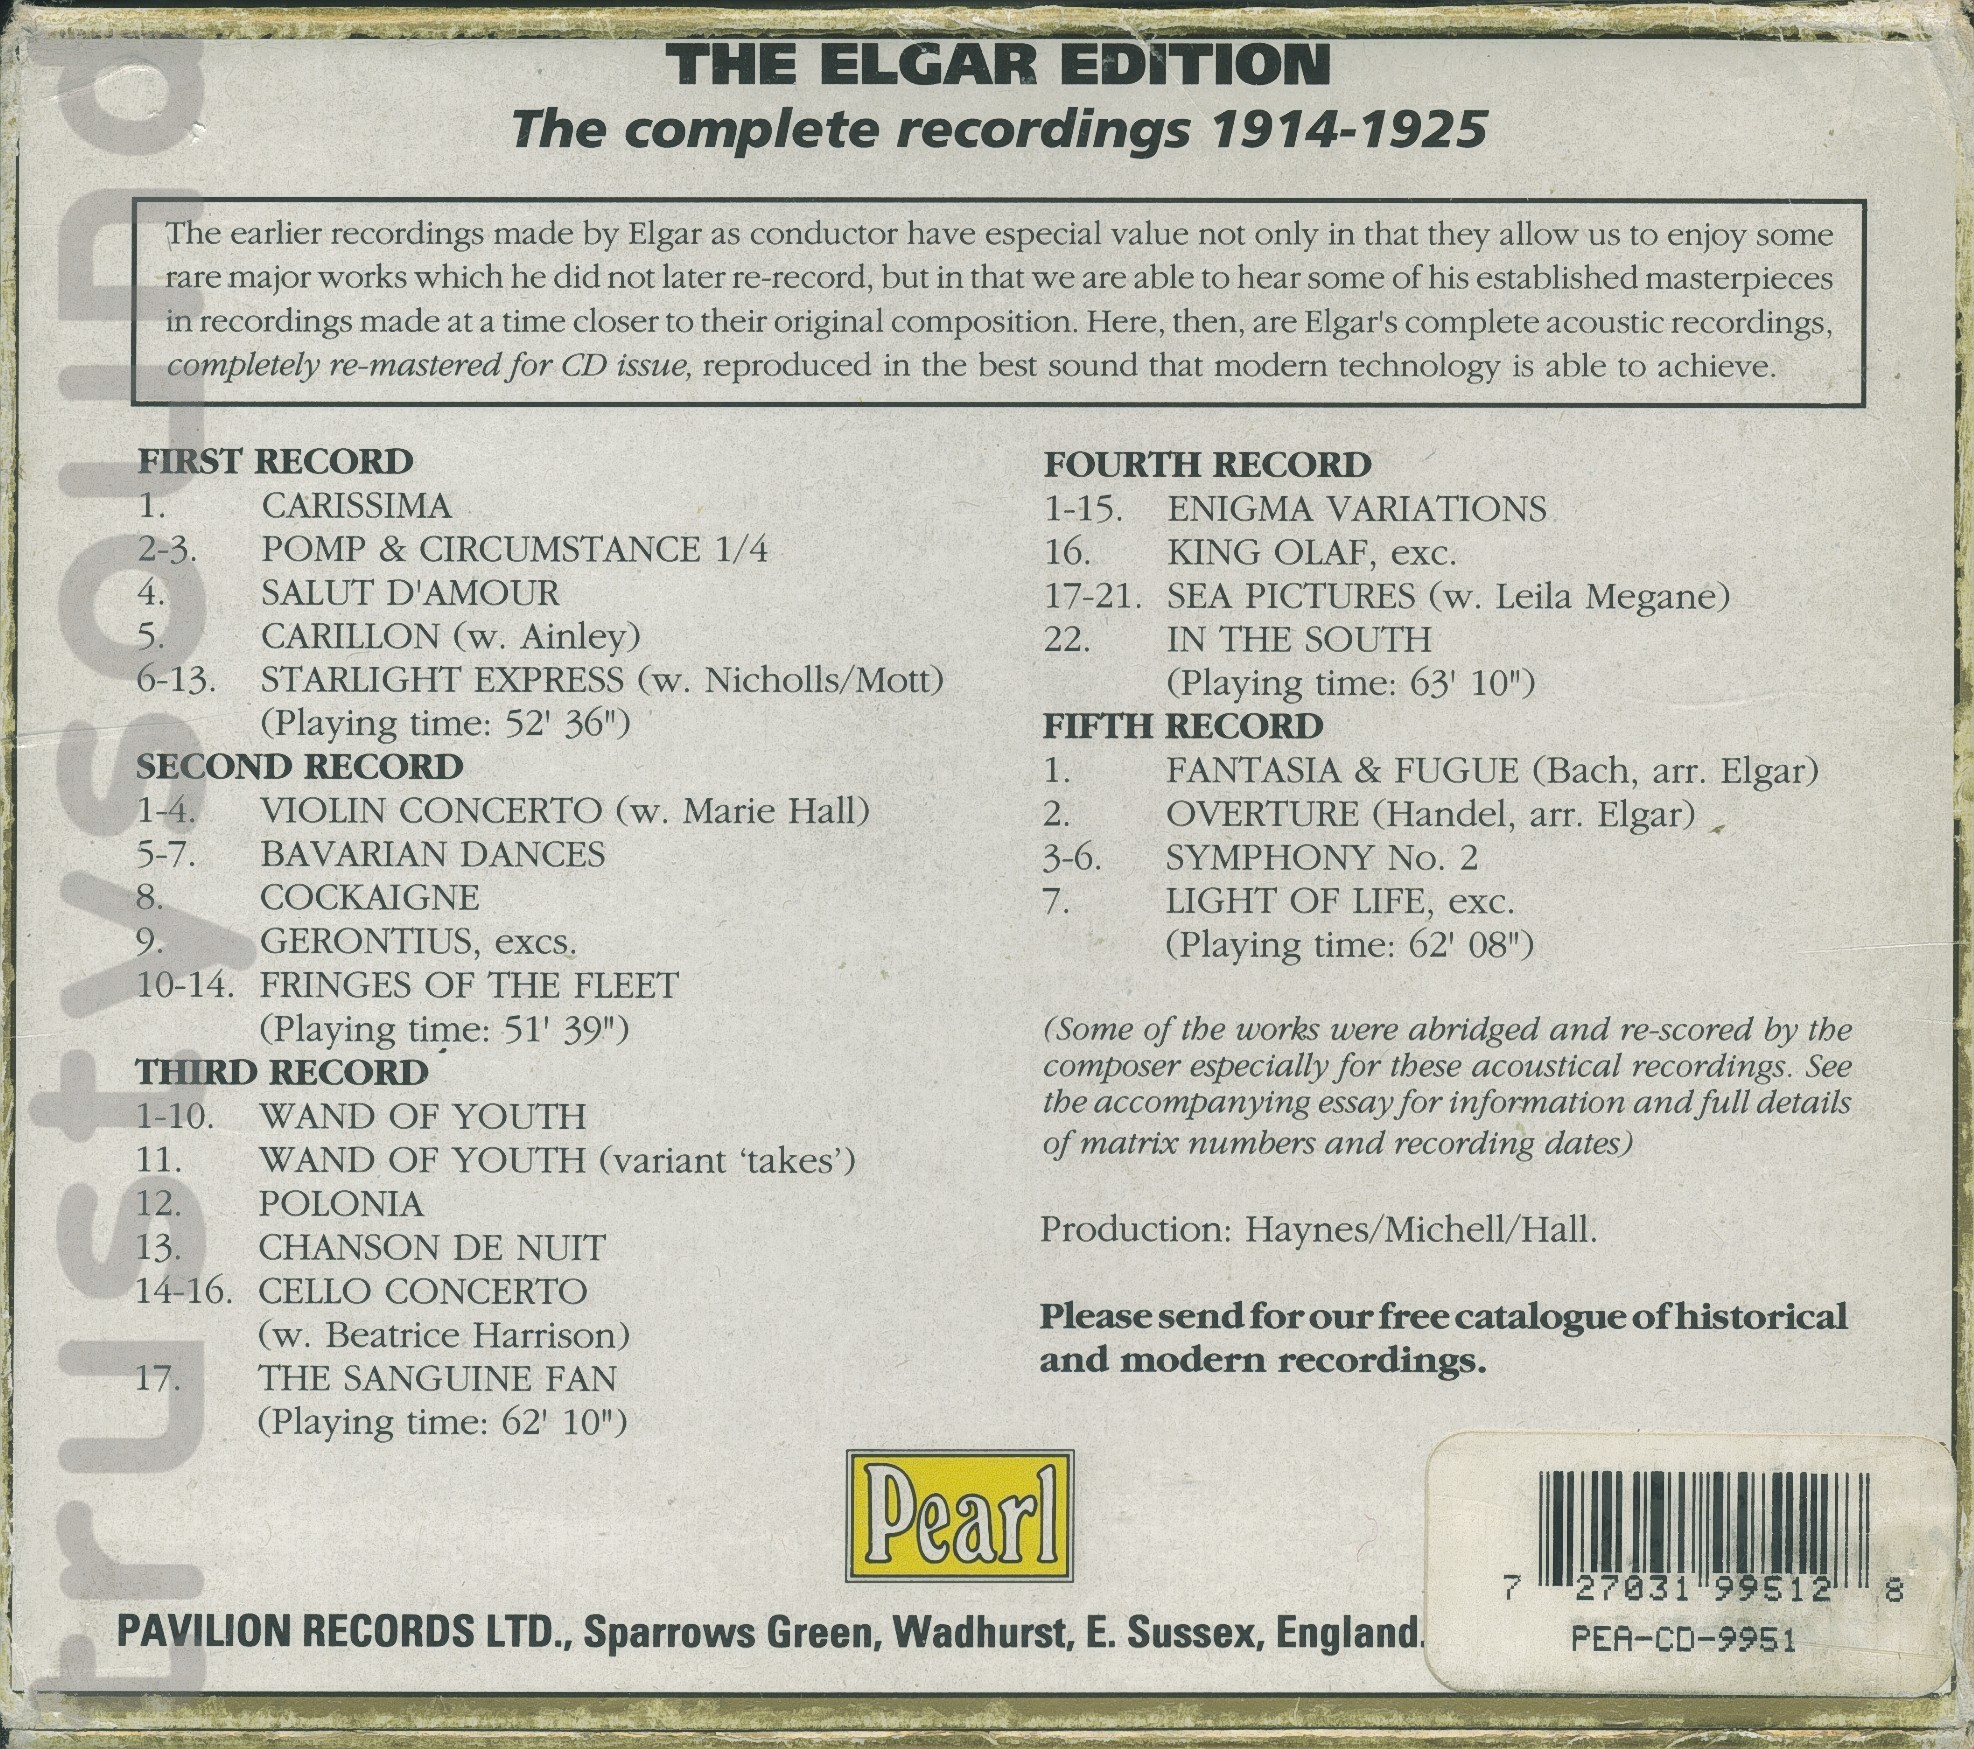 THE ELGAR EDITION
The complete recordings 1914-1925
The earlier recordings made by Elgar as conductor have especial value not only in that they allow us to enjoy some
rare major works which he did not later re-record, but in that we are able to hear some of his established masterpieces
in recordings made at a time closer to their original composition. Here, then, are Elgar's complete acoustic recordings,
completely re-mastered for CD issue, reproduced in the best sound that modern technology is able to achieve.
FIRST RECORD
1. CARISSIMA
2-3. POMP & CIRCUMSTANCE 1/4
4. SALUT D'AMOUR
5. CARILLON (w. Ainley)
6-13. STARLIGHT EXPRESS (w. Nicholls/Mott)
(Playing time: 52' 36")
SECOND RECORD
1-4. VIOLIN CONCERTO (w. Marie Hall)
5-7. BAVARIAN DANCES
8. COCKAIGNE
9. GERONTIUS, excs.
10-14. FRINGES OF THE FLEET
(Playing time: 51' 39")
THIRD RECORD
1-10. WAND OF YOUTH
11. WAND OF YOUTH (variant ‘takes’)
12. POLONIA
13. CHANSON DE NUIT
14-16. CELLO CONCERTO
(w. Beatrice Harrison)
17. THE SANGUINE FAN
(Playing time: 62' 10")
FOURTH RECORD
1-15. ENIGMA VARIATIONS
16. KING OLAF, exc.
17-21. SEA PICTURES (w. Leila Megane)
22. IN THE SOUTH
(Playing time: 63' 10")
FIFTH RECORD
1. FANTASIA & FUGUE (Bach, arr. Elgar)
2. OVERTURE (Handel, arr. Elgar)
3-6. SYMPHONY No. 2
7. LIGHT OF LIFE, exc.
(Playing time: 62' 08")
(Some of the works were abridged and re-scored by the
composer especially for these acoustical recordings. See
the accompanying essay for information and full details
of matrix numbers and recording dates)
Production: Haynes/Michell/Hall.
Please send for our free catalogue of historical
and modern recordings.
Pearl
PAVILION RECORDS LTD., Sparrows Green, Wadhurst, E. Sussex, England.
7 27031 99512 8
PEA-CD-9951
trustysound